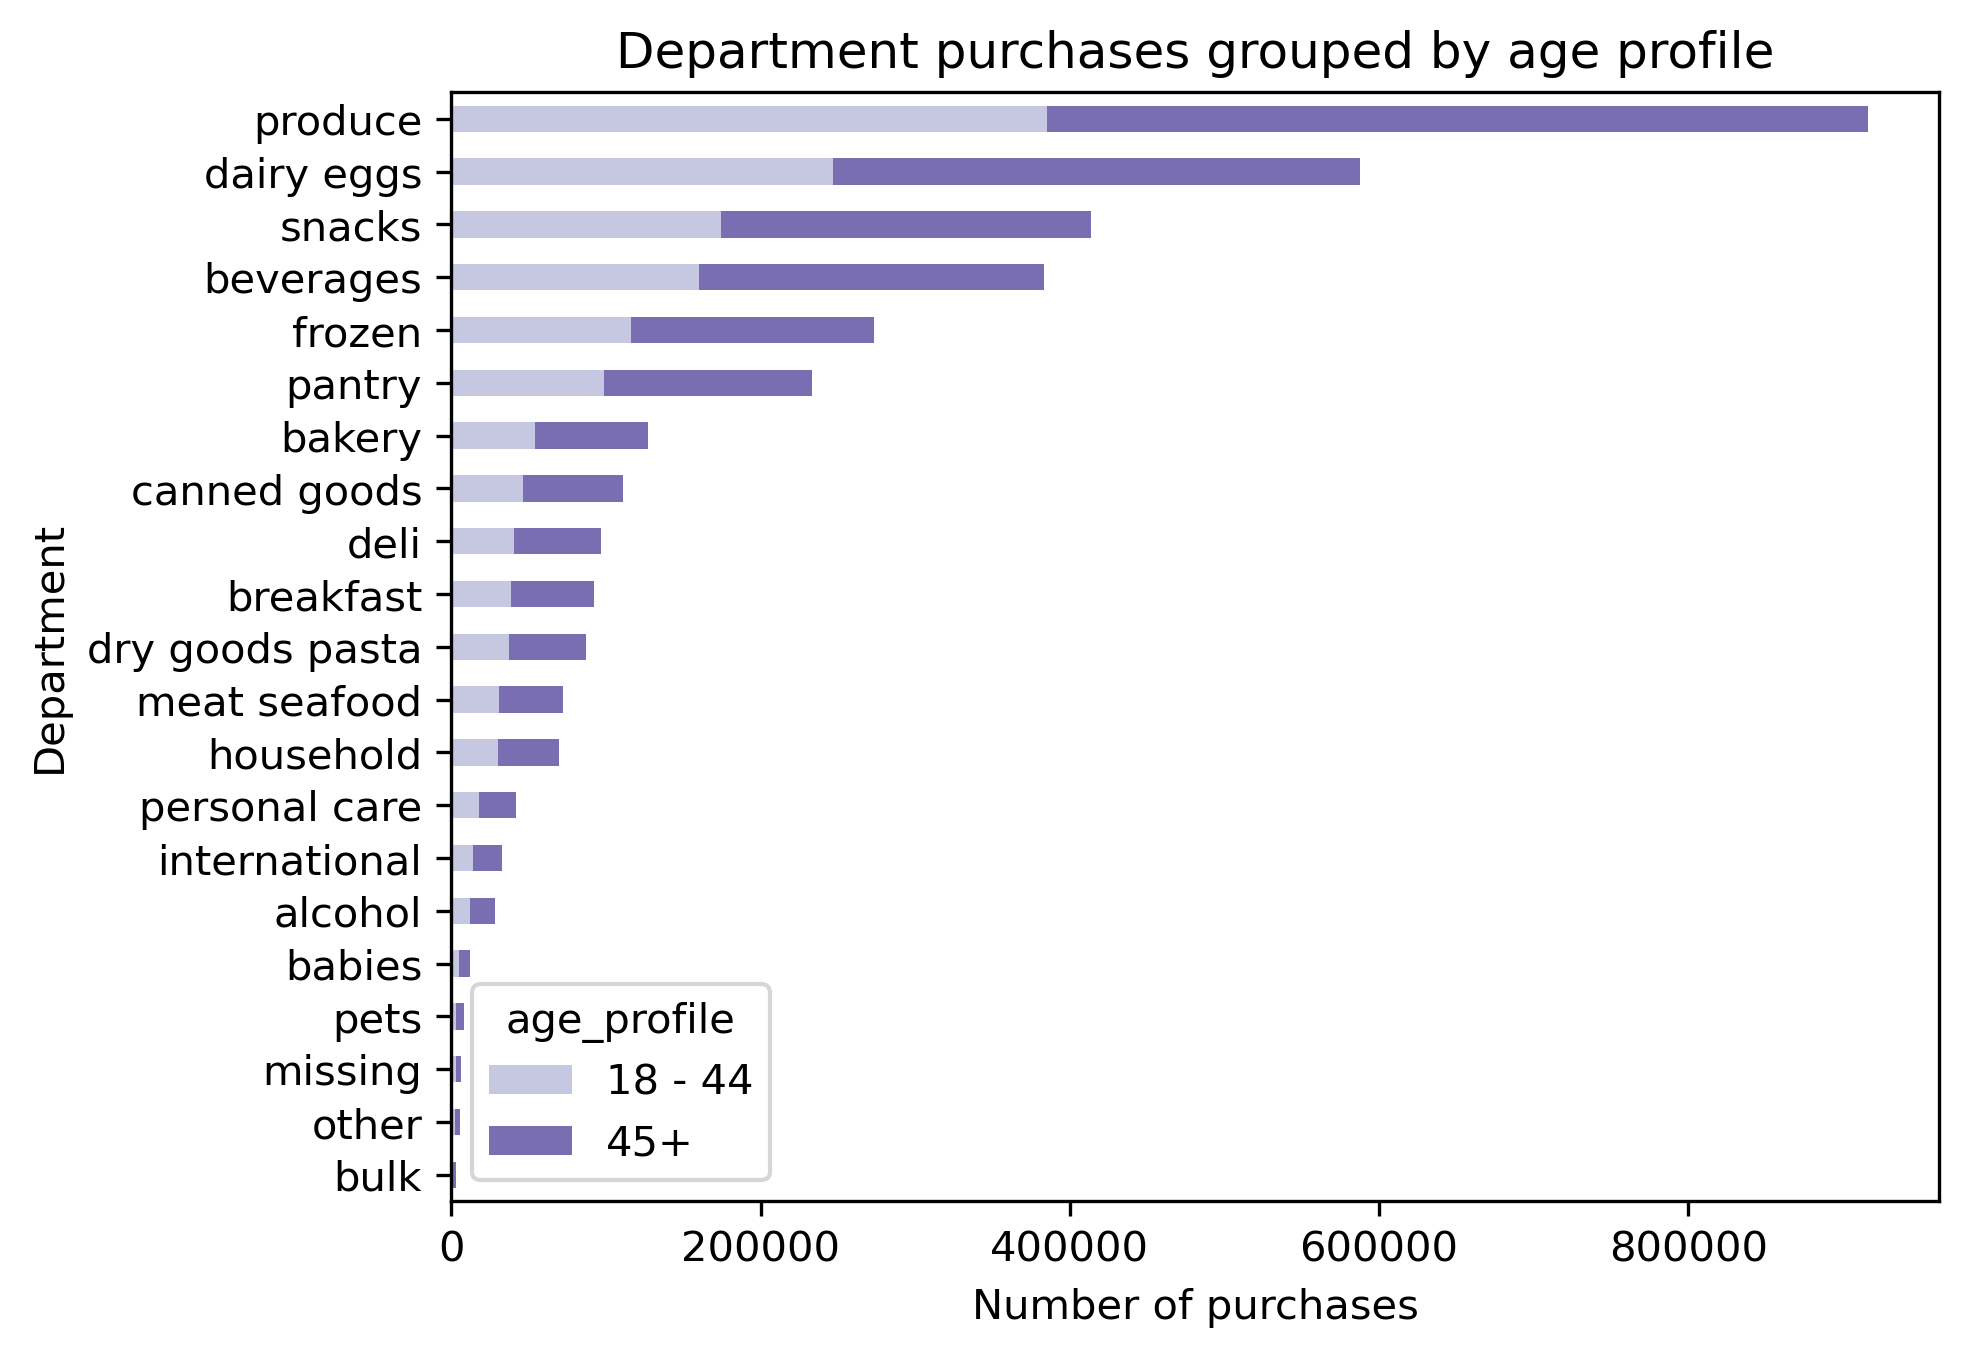 Department purchases grouped by age profile
produce
dairy eggs
snacks
beverages
frozen
pantry
bakery
canned goods
deli
breakfast
dry goods pasta
meat seafood
household
personal care
international
alcohol
babies
pets
missing
other
bulk
Department
age_profile
18 - 44
45+
0 200000 400000 600000 800000
Number of purchases